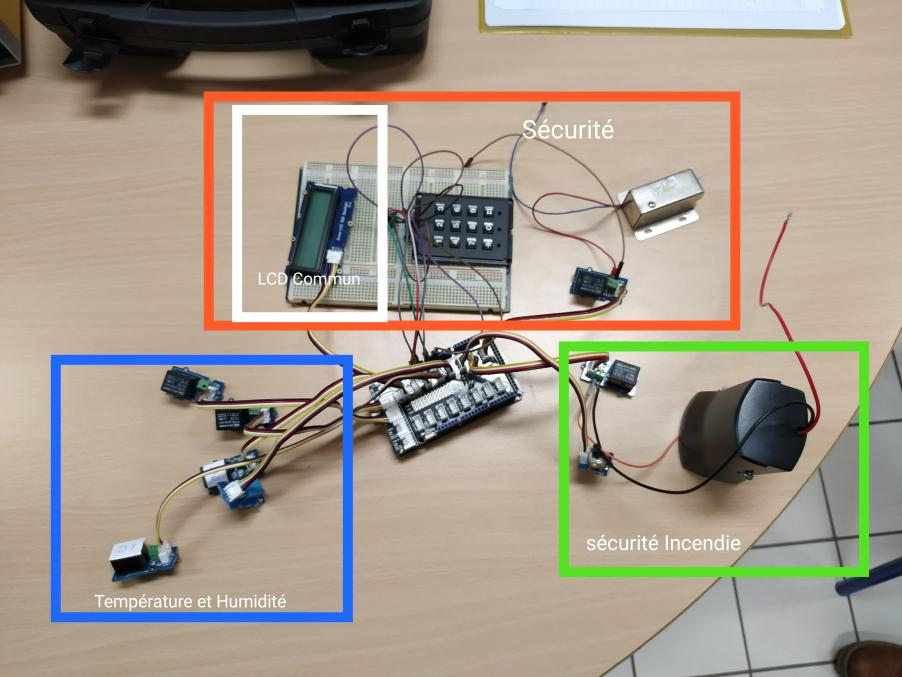 Sécurité
LCD Commun
sécurité Incendie
Température et Humidité